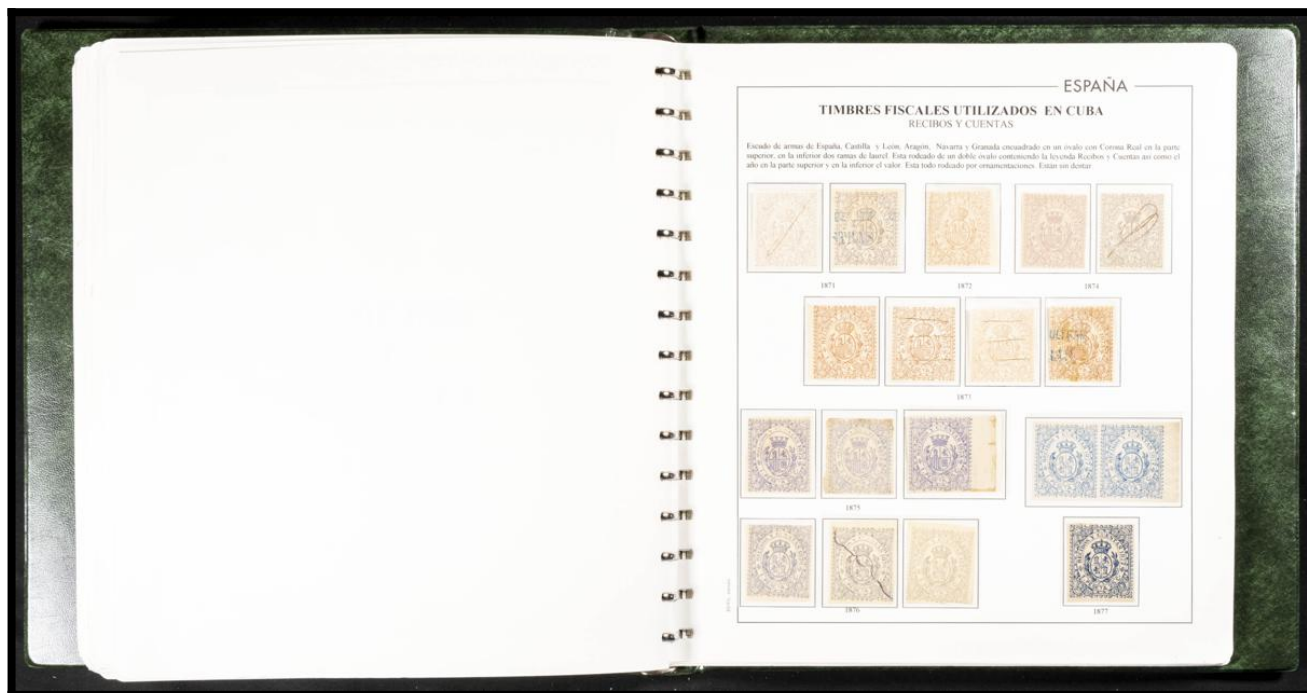 ESPAÑA
TIMBRES FISCALES UTILIZADOS EN CUBA
RECIBOS Y CUENTAS
Escudo de armas de España, Castilla y León, Aragón, Navarra y Granada encuadrado en un óvalo con Corona Real en la parte
superior, en la inferior dos ramas de laurel. Esta rodeado de un doble óvalo conteniendo la leyenda Recibos y Cuentas asi como el
año en la parte superior y en la inferior el valor. Esta todo rodeado por ornamentaciones. Están sin dentar.
1871 1872 1874
1875
1876 1877